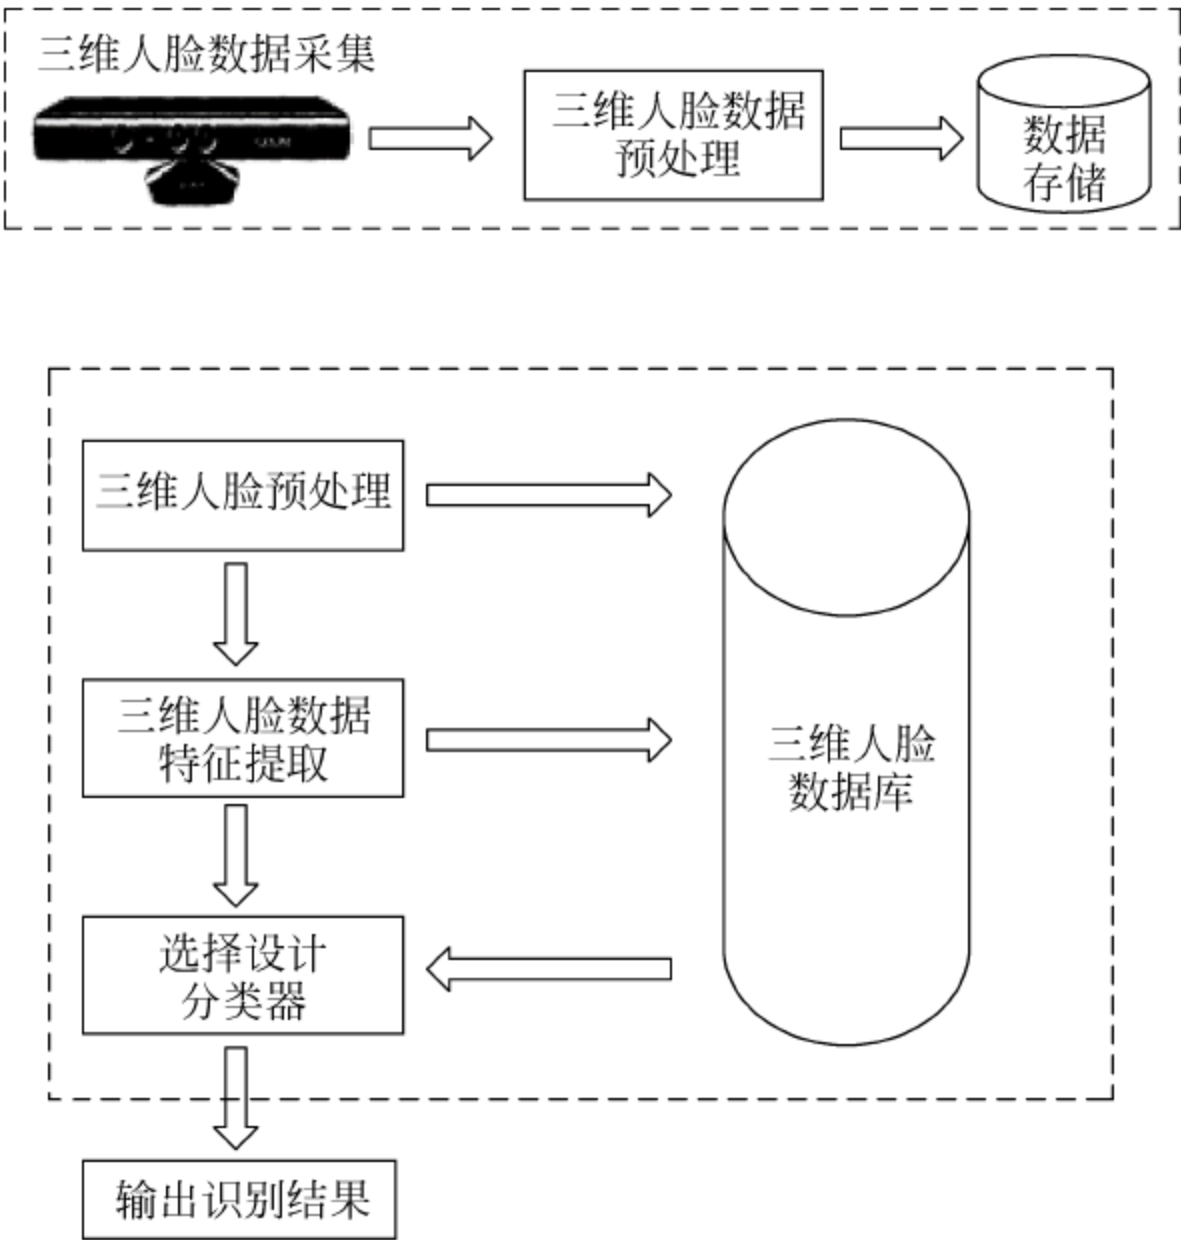 三维人脸数据采集
三维人脸数据
预处理
数据
存储
三维人脸预处理
三维人脸数据
特征提取
三维人脸
数据库
选择设计
分类器
输出识别结果